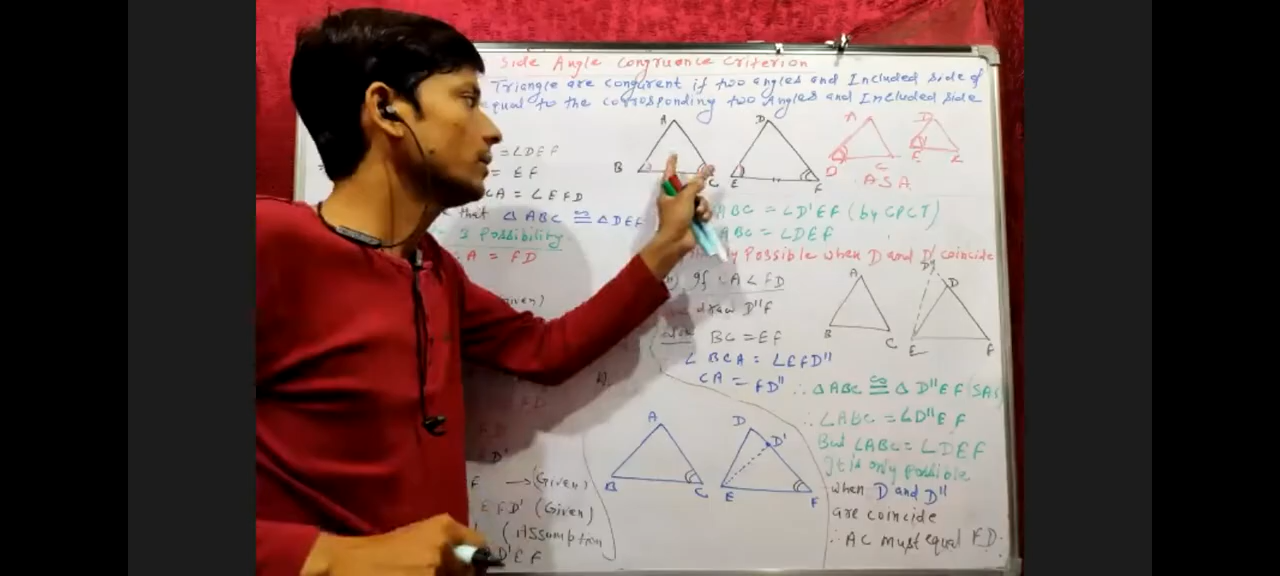 Side Angle Congruence Criterion
Triangle are congurent if two angles and Included side of
equal to the corrosponding two Angles and Included side
= ∠DEF
= EF
CA = ∠EFD
that △ABC ≅ △DEF
3 Possibility
A = FD
A
B
C
D
E
F
A
C
D
E
ASA
ABC = ∠D'EF (by CPCT)
ABC = ∠DEF
Possible when D and D' coincide
If CA < FD
draw D"F
BC = EF
∠BCA = ∠EFD"
CA = FD"
A
B
C
D
E
F
∴ △ABC ≅ △D"EF (SAS
∴ ∠ABC = ∠D"EF
But ∠ABC = ∠DEF
It is only possible
when D and D"
are coincide
∴ AC must equal FD.
A
B
C
D
D'
E
F
→ (Given)
EFD' (Given)
(Assumption
D'EF